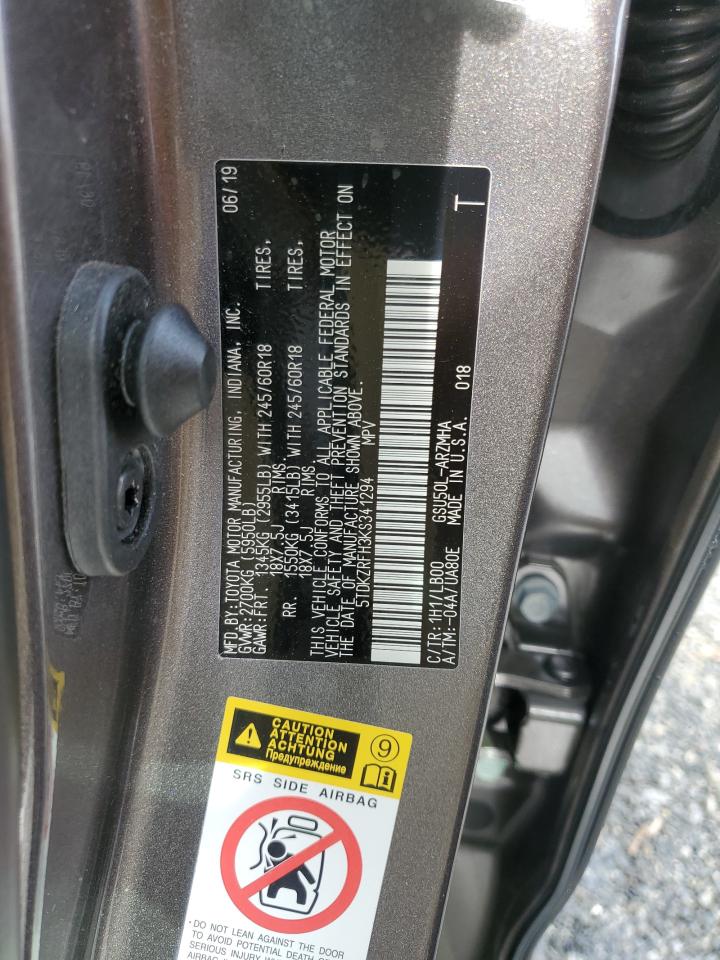 MFD.BY:TOYOTA MOTOR MANUFACTURING, INDIANA, INC. 06/19
GVWR:2700KG(5950LB)
GAWR:FRT. 1345KG (2955LB) WITH 245/60R18 TIRES,
18X7.5J RIMS
RR. 1550KG (3415LB) WITH 245/60R18 TIRES,
18X7.5J RIMS
THIS VEHICLE CONFORMS TO ALL APPLICABLE FEDERAL MOTOR
VEHICLE SAFETY AND THEFT PREVENTION STANDARDS IN EFFECT ON
THE DATE OF MANUFACTURE SHOWN ABOVE.
5TDKZRFH3KS341294 MPV
C/TR:1H17LB00 GSU50L-ARZMHA
A/TM:-04A/UA80E MADE IN U.S.A. 018 T
CAUTION
ATTENTION
ACHTUNG
Предупреждение
9
i
SRS SIDE AIRBAG
· DO NOT LEAN AGAINST THE DOOR
TO AVOID POTENTIAL DEATH OR
SERIOUS INJURY
AIRBAG